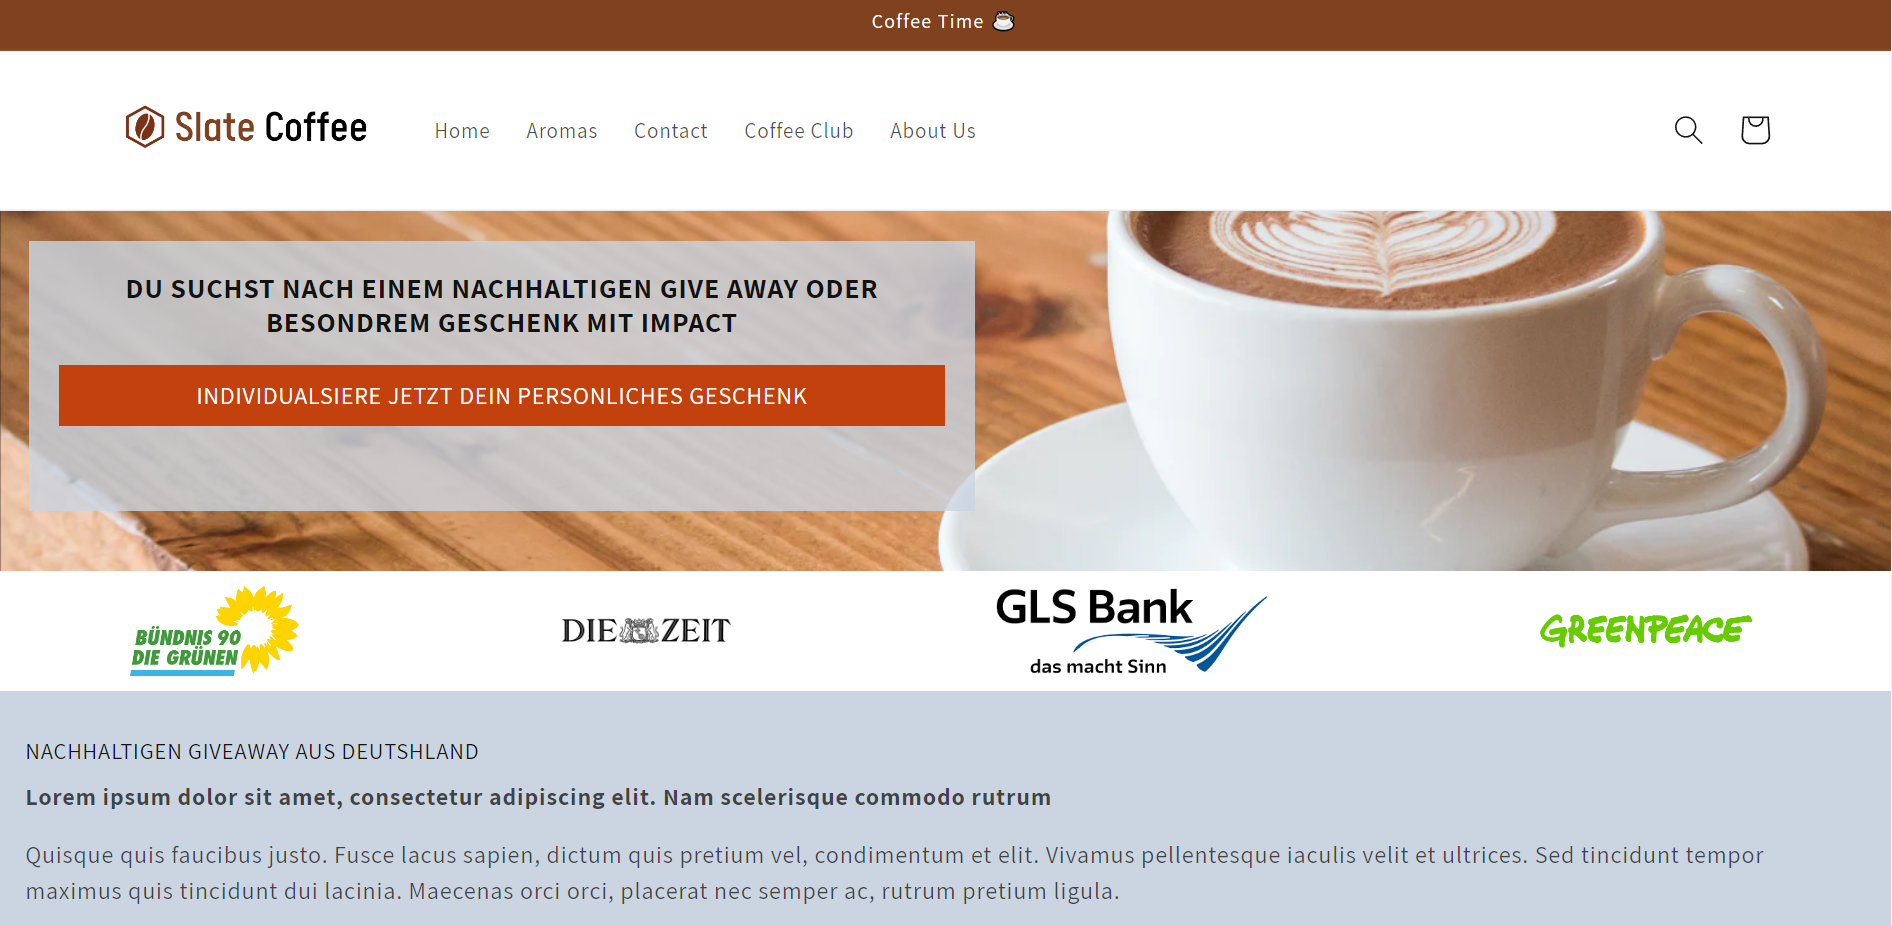 Coffee Time ☕
Slate Coffee
Home Aromas Contact Coffee Club About Us
DU SUCHST NACH EINEM NACHHALTIGEN GIVE AWAY ODER
BESONDREM GESCHENK MIT IMPACT
INDIVIDUALSIERE JETZT DEIN PERSONLICHES GESCHENK
BÜNDNIS 90
DIE GRÜNEN
DIE ZEIT
GLS Bank
das macht Sinn
GREENPEACE
NACHHALTIGEN GIVEAWAY AUS DEUTSHLAND
Lorem ipsum dolor sit amet, consectetur adipiscing elit. Nam scelerisque commodo rutrum
Quisque quis faucibus justo. Fusce lacus sapien, dictum quis pretium vel, condimentum et elit. Vivamus pellentesque iaculis velit et ultrices. Sed tincidunt tempor
maximus quis tincidunt dui lacinia. Maecenas orci orci, placerat nec semper ac, rutrum pretium ligula.